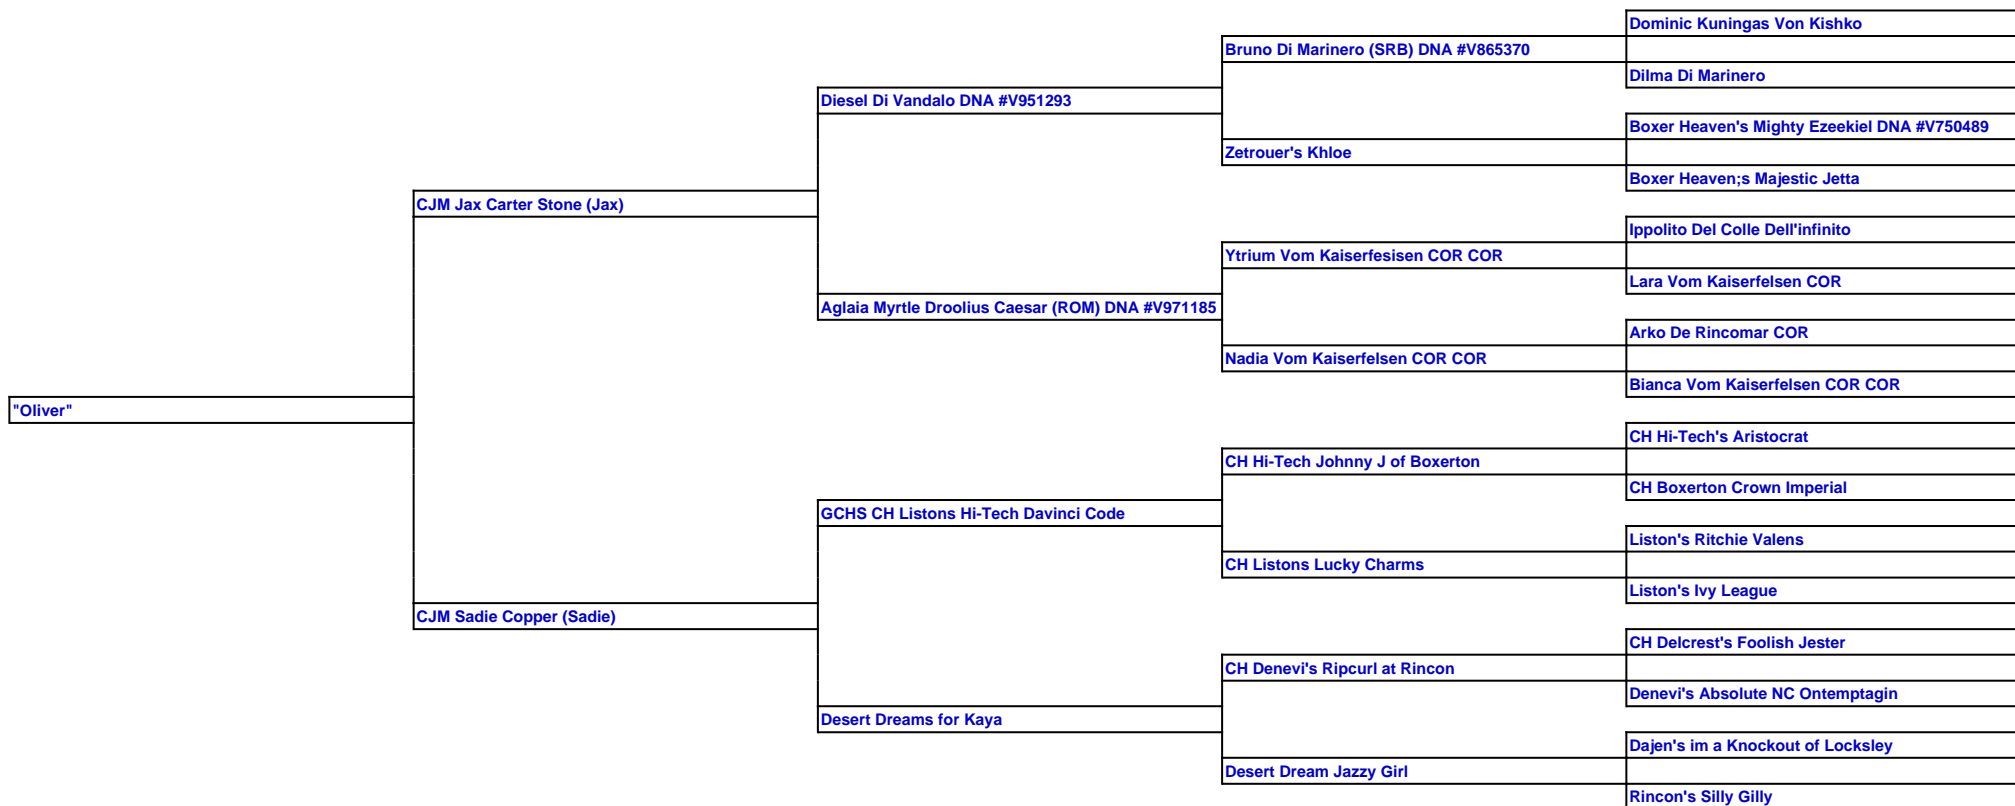 Dominic Kuningas Von Kishko
Bruno Di Marinero (SRB) DNA #V865370
Dilma Di Marinero
Diesel Di Vandalo DNA #V951293
Boxer Heaven's Mighty Ezeekiel DNA #V750489
Zetrouer's Khloe
Boxer Heaven;s Majestic Jetta
CJM Jax Carter Stone (Jax)
Ippolito Del Colle Dell'infinito
Ytrium Vom Kaiserfesisen COR COR
Lara Vom Kaiserfelsen COR
Aglaia Myrtle Droolius Caesar (ROM) DNA #V971185
Arko De Rincomar COR
Nadia Vom Kaiserfelsen COR COR
Bianca Vom Kaiserfelsen COR COR
"Oliver"
CH Hi-Tech's Aristocrat
CH Hi-Tech Johnny J of Boxerton
CH Boxerton Crown Imperial
GCHS CH Listons Hi-Tech Davinci Code
Liston's Ritchie Valens
CH Listons Lucky Charms
Liston's Ivy League
CJM Sadie Copper (Sadie)
CH Delcrest's Foolish Jester
CH Denevi's Ripcurl at Rincon
Denevi's Absolute NC Ontemptagin
Desert Dreams for Kaya
Dajen's im a Knockout of Locksley
Desert Dream Jazzy Girl
Rincon's Silly Gilly